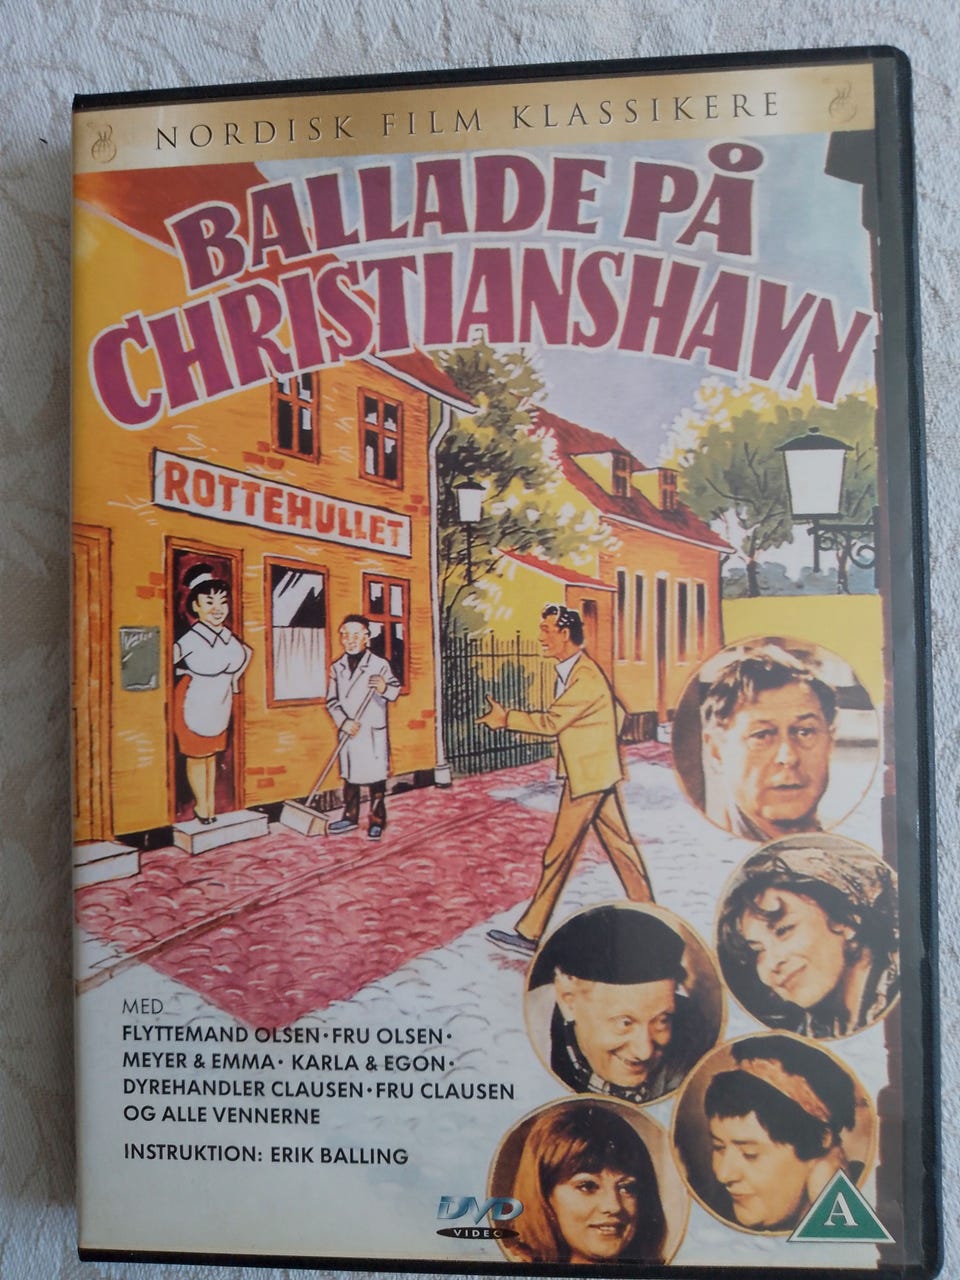 NORDISK FILM KLASSIKERE
BALLADE PÅ
CHRISTIANSHAVN
ROTTEHULLET
MED
FLYTTEMAND OLSEN · FRU OLSEN ·
MEYER & EMMA · KARLA & EGON ·
DYREHANDLER CLAUSEN · FRU CLAUSEN
OG ALLE VENNERNE
INSTRUKTION: ERIK BALLING
DVD
VIDEO
A